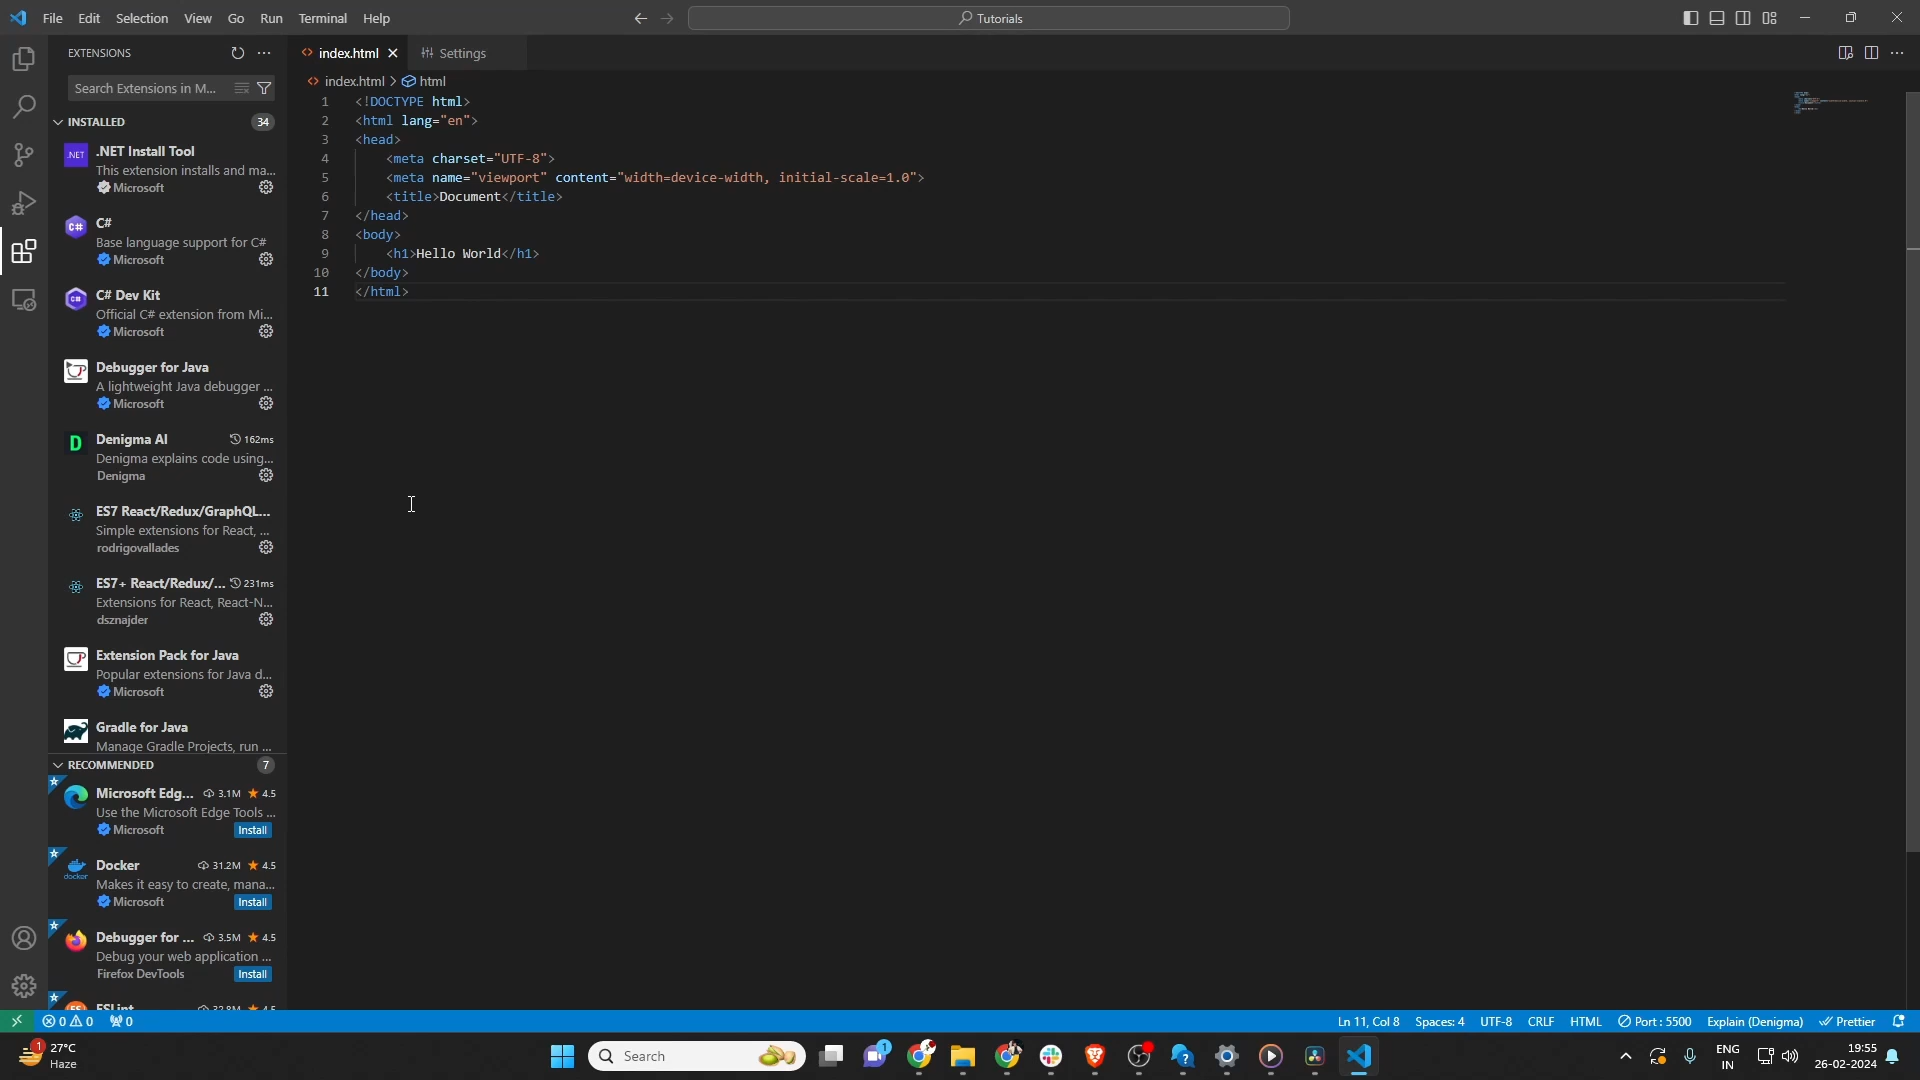 File Edit Selection View Go Run Terminal Help
Tutorials
EXTENSIONS
Search Extensions in M...
INSTALLED 34
.NET
.NET Install Tool
This extension installs and ma...
Microsoft
C#
C#
Base language support for C#
Microsoft
C#
C# Dev Kit
Official C# extension from Mi...
Microsoft
Debugger for Java
A lightweight Java debugger ...
Microsoft
D
Denigma AI 162ms
Denigma explains code using...
Denigma
ES7 React/Redux/GraphQL...
Simple extensions for React, ...
rodrigovallades
ES7+ React/Redux/... 231ms
Extensions for React, React-N...
dsznajder
Extension Pack for Java
Popular extensions for Java d...
Microsoft
Gradle for Java
Manage Gradle Projects, run ...
RECOMMENDED 7
Microsoft Edg... 3.1M 4.5
Use the Microsoft Edge Tools ...
Microsoft Install
Docker 31.2M 4.5
docker
Makes it easy to create, mana...
Microsoft Install
Debugger for ... 3.5M 4.5
Debug your web application ...
Firefox DevTools Install
ESLint 32.8M 4.5
index.html Settings
index.html > html
1 <!DOCTYPE html>
2 <html lang="en">
3 <head>
4 <meta charset="UTF-8">
5 <meta name="viewport" content="width=device-width, initial-scale=1.0">
6 <title>Document</title>
7 </head>
8 <body>
9 <h1>Hello World</h1>
10 </body>
11 </html>
0 0 0 Ln 11, Col 8 Spaces: 4 UTF-8 CRLF HTML Port : 5500 Explain (Denigma) Prettier
1
27°C
Haze
Search
1
ENG
IN
19:55
26-02-2024